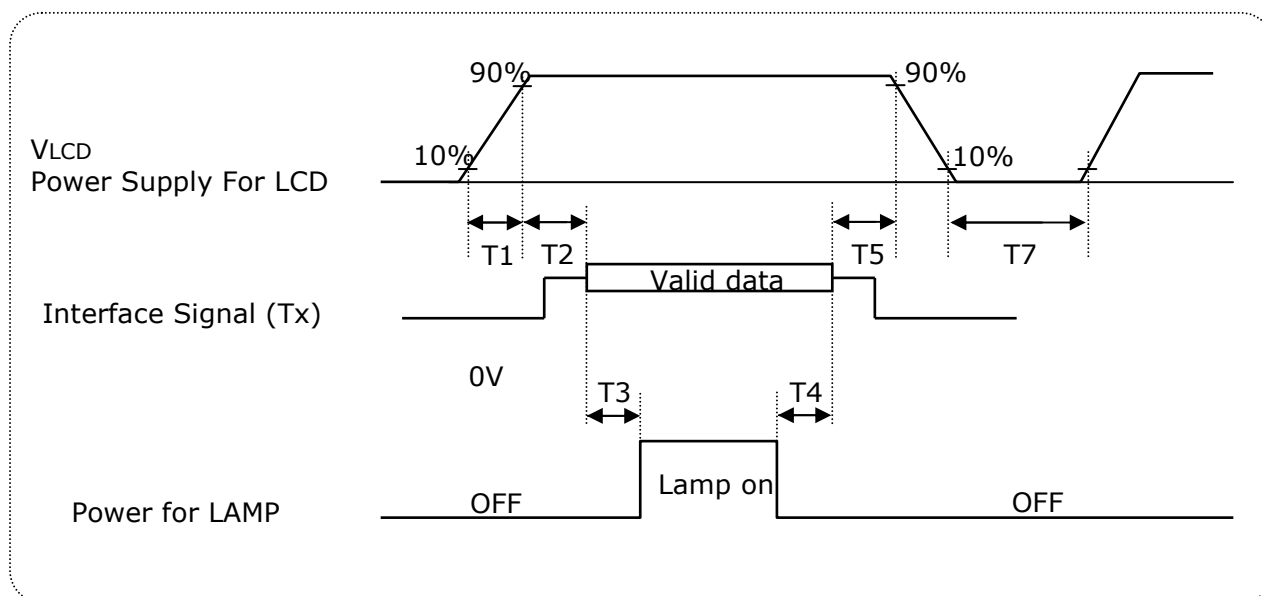 90%
90%
VLCD
10%
10%
Power Supply For LCD
T1
T2
T5
T7
Valid data
Interface Signal (Tx)
0V
T3
T4
Lamp on
Power for LAMP
OFF
OFF